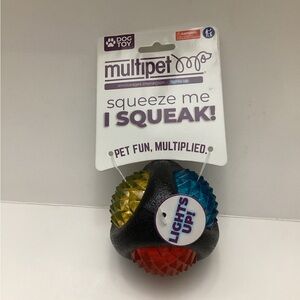 DOG
TOY
multipet
squeeze me
I SQUEAK!
PET FUN, MULTIPLIED.
LIGHTS
UP!